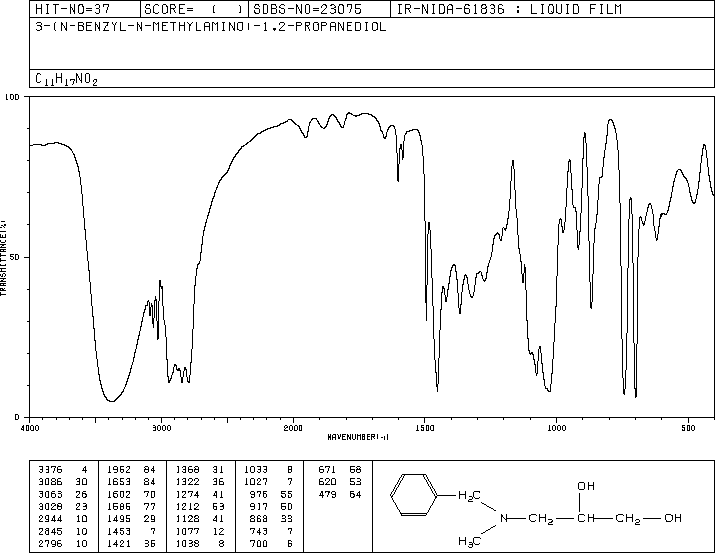 HIT-NO=37 SCORE= ( ) SDBS-NO=23075 IR-NIDA-61836 : LIQUID FILM
3-(N-BENZYL-N-METHYLAMINO)-1,2-PROPANEDIOL
C11H17NO2
100
50
0
TRANSMITTANCE(%)
4000 3000 2000 1500 1000 500
WAVENUMBER(-1)
3376 4 1952 84 1368 31 1033 8 671 58
3086 30 1653 84 1322 36 1027 7 620 53
3063 26 1602 70 1274 41 976 55 479 64
3028 23 1586 77 1212 53 917 50
2944 10 1495 29 1128 41 868 33
2845 10 1453 7 1077 12 743 7
2796 10 1421 35 1038 8 700 6
OH
H2C
N CH2 CH CH2 OH
H3C